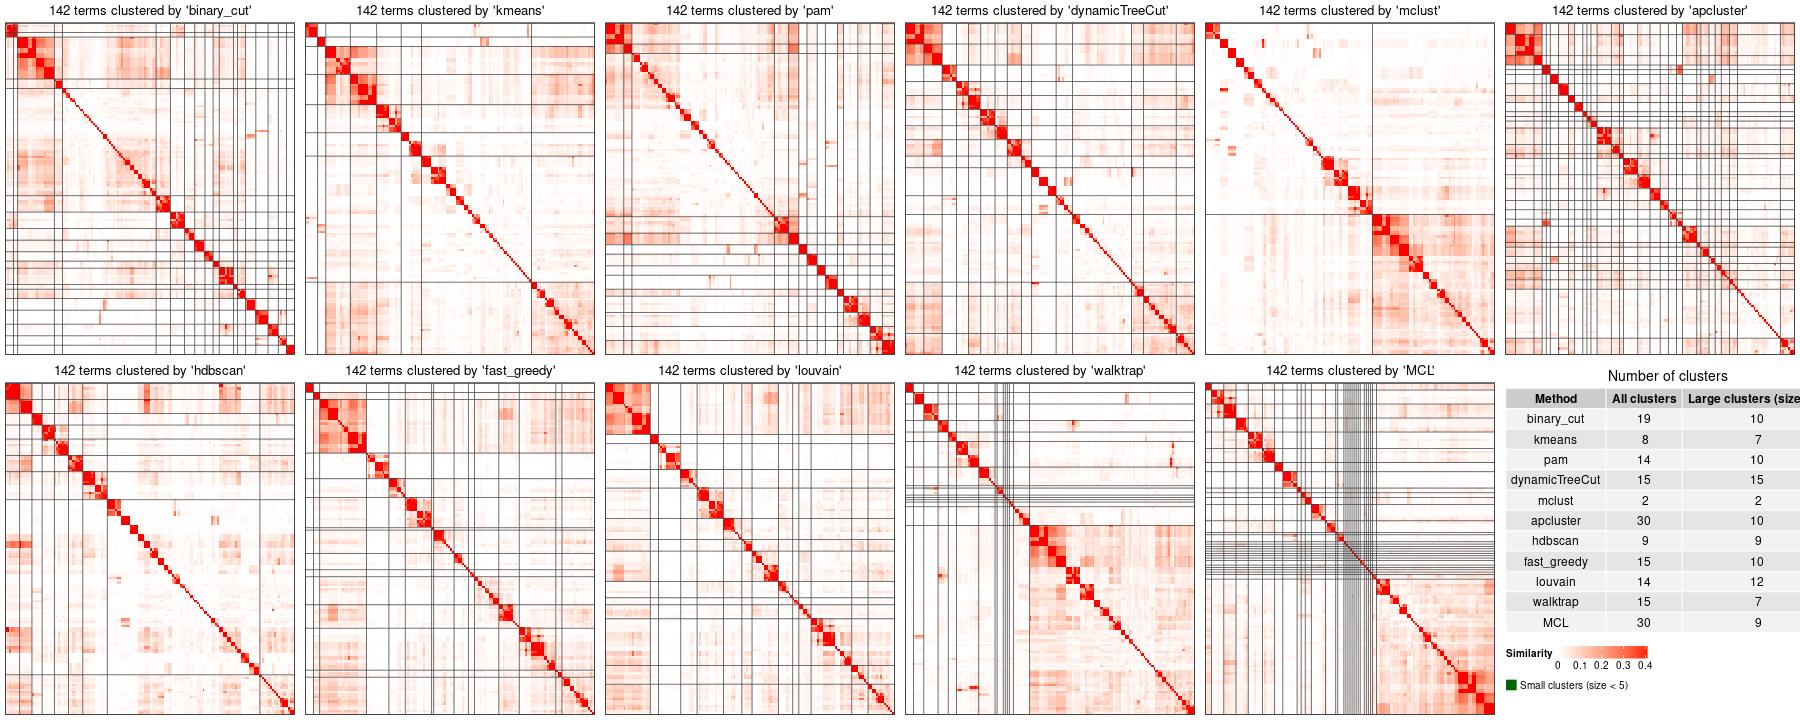 142 terms clustered by 'binary_cut'
142 terms clustered by 'kmeans'
142 terms clustered by 'pam'
142 terms clustered by 'dynamicTreeCut'
142 terms clustered by 'mclust'
142 terms clustered by 'apcluster'
142 terms clustered by 'hdbscan'
142 terms clustered by 'fast_greedy'
142 terms clustered by 'louvain'
142 terms clustered by 'walktrap'
142 terms clustered by 'MCL'
Number of clusters
Method All clusters Large clusters (size
binary_cut 19 10
kmeans 8 7
pam 14 10
dynamicTreeCut 15 15
mclust 2 2
apcluster 30 10
hdbscan 9 9
fast_greedy 15 10
louvain 14 12
walktrap 15 7
MCL 30 9
Similarity
0 0.1 0.2 0.3 0.4
Small clusters (size < 5)